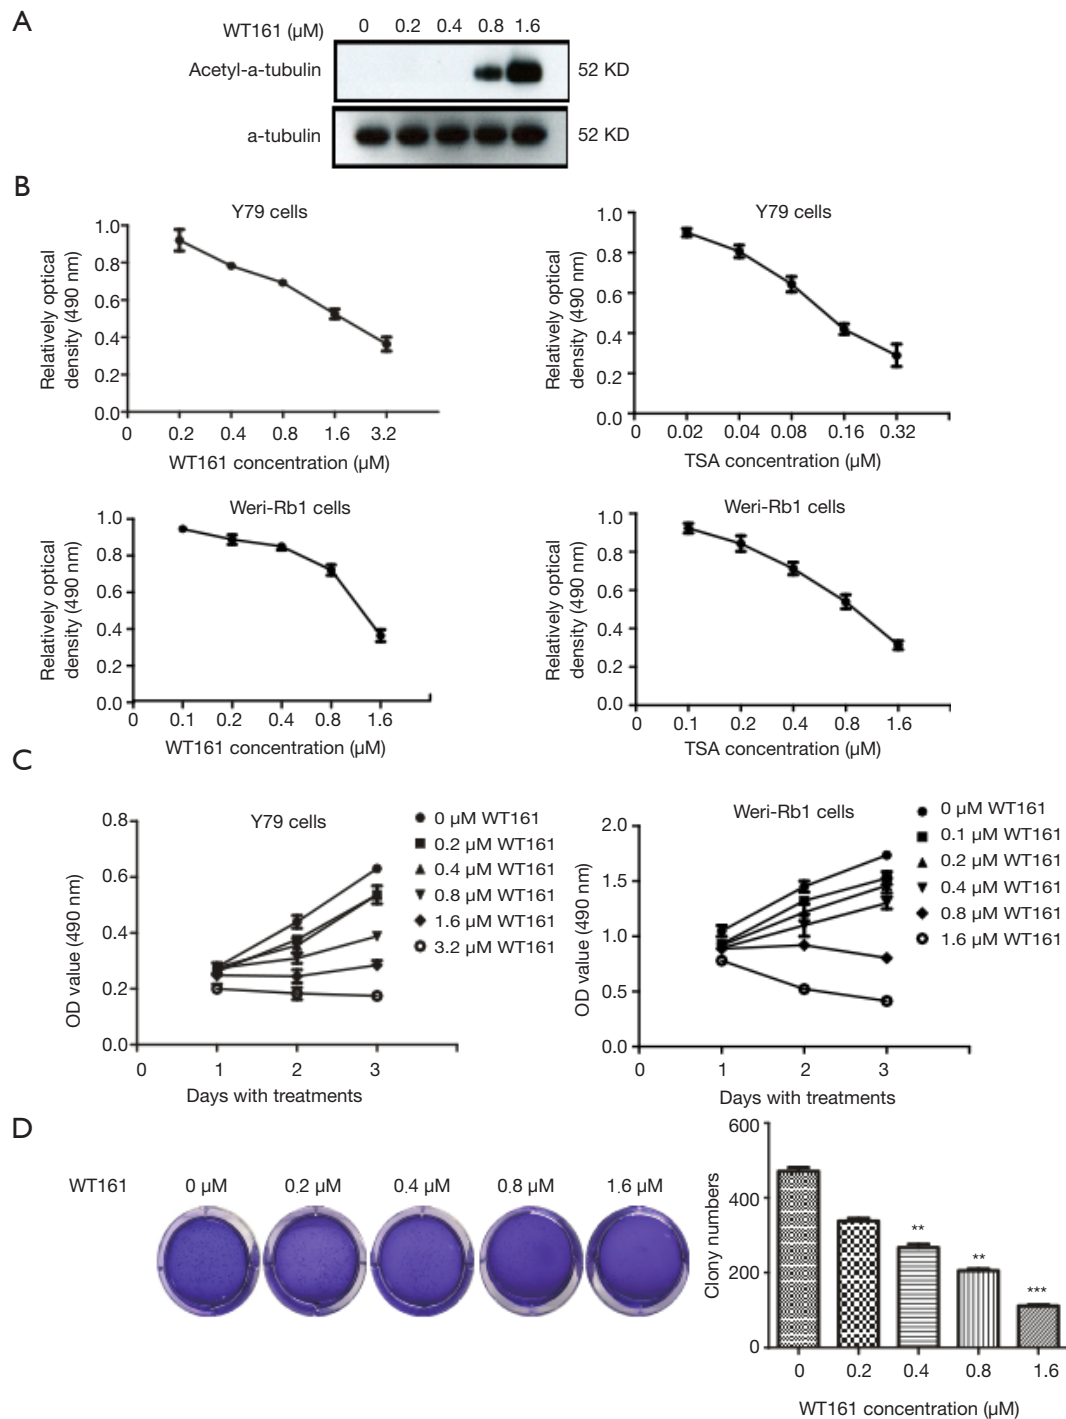 A
WT161 (µM) 0 0.2 0.4 0.8 1.6
Acetyl-a-tubulin 52 KD
a-tubulin 52 KD
B
Y79 cells
Relatively optical
density (490 nm)
1.0
0.8
0.6
0.4
0.2
0.0
0 0.2 0.4 0.8 1.6 3.2
WT161 concentration (µM)
Y79 cells
Relatively optical
density (490 nm)
1.0
0.8
0.6
0.4
0.2
0.0
0 0.02 0.04 0.08 0.16 0.32
TSA concentration (µM)
Weri-Rb1 cells
Relatively optical
density (490 nm)
1.0
0.8
0.6
0.4
0.2
0.0
0 0.1 0.2 0.4 0.8 1.6
WT161 concentration (µM)
Weri-Rb1 cells
Relatively optical
density (490 nm)
1.0
0.8
0.6
0.4
0.2
0.0
0 0.1 0.2 0.4 0.8 1.6
TSA concentration (µM)
C
Y79 cells
OD value (490 nm)
0.8
0.6
0.4
0.2
0.0
0 1 2 3
Days with treatments
0 µM WT161
0.2 µM WT161
0.4 µM WT161
0.8 µM WT161
1.6 µM WT161
3.2 µM WT161
Weri-Rb1 cells
OD value (490 nm)
2.0
1.5
1.0
0.5
0.0
0 1 2 3
Days with treatments
0 µM WT161
0.1 µM WT161
0.2 µM WT161
0.4 µM WT161
0.8 µM WT161
1.6 µM WT161
D
WT161 0 µM 0.2 µM 0.4 µM 0.8 µM 1.6 µM
Clony numbers
600
400
200
0
**
**
***
0 0.2 0.4 0.8 1.6
WT161 concentration (µM)